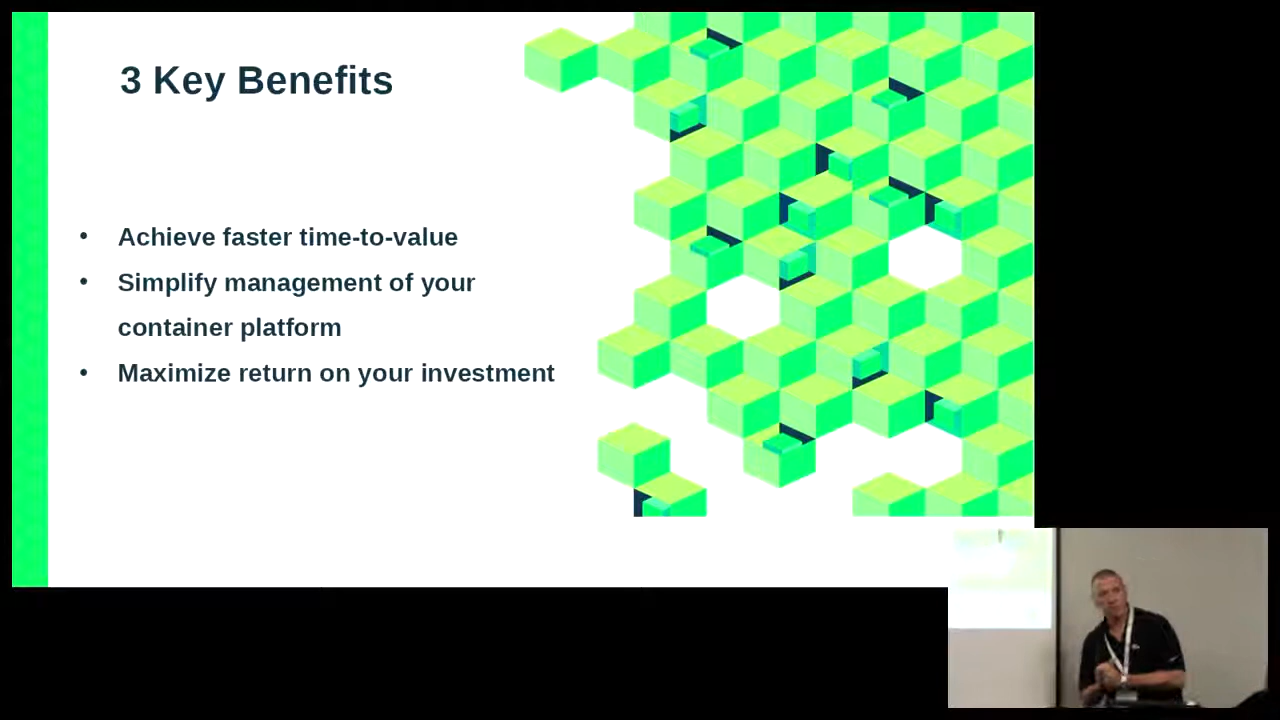 3 Key Benefits
• Achieve faster time-to-value
• Simplify management of your
container platform
• Maximize return on your investment